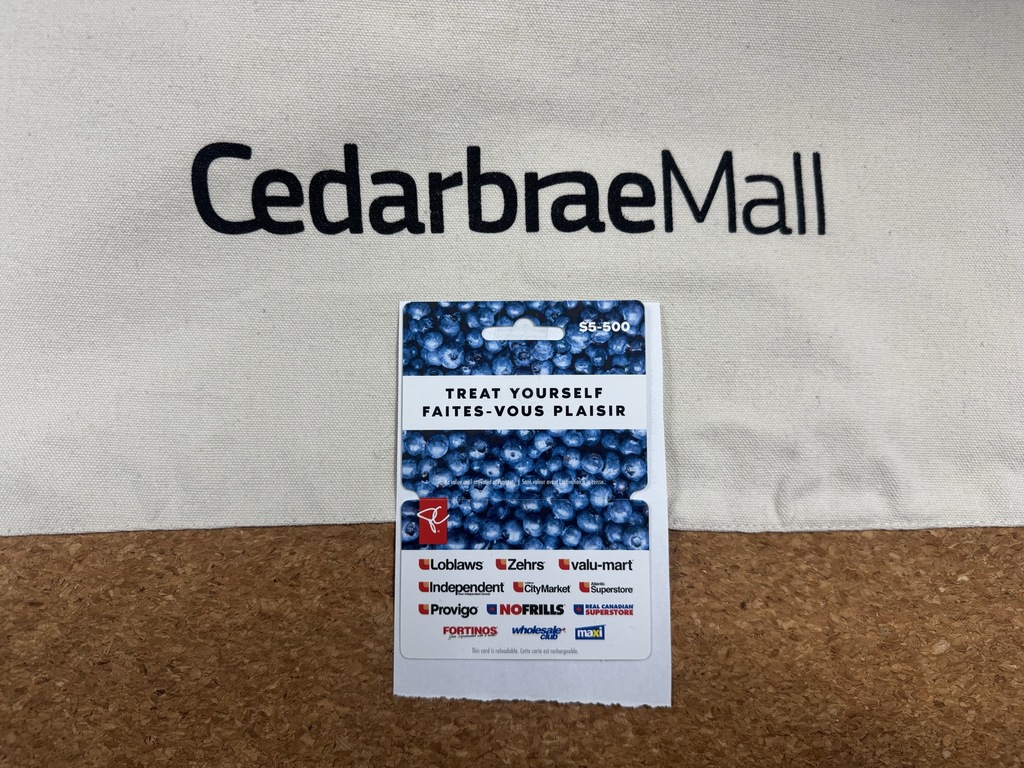 CedarbraeMall
$5-500
TREAT YOURSELF
FAITES-VOUS PLAISIR
Loblaws Zehrs valu-mart
Independent CityMarket Atlantic Superstore
Provigo NOFRILLS REAL CANADIAN SUPERSTORE
FORTINOS wholesale club maxi
This card is reloadable. Cette carte est rechargeable.